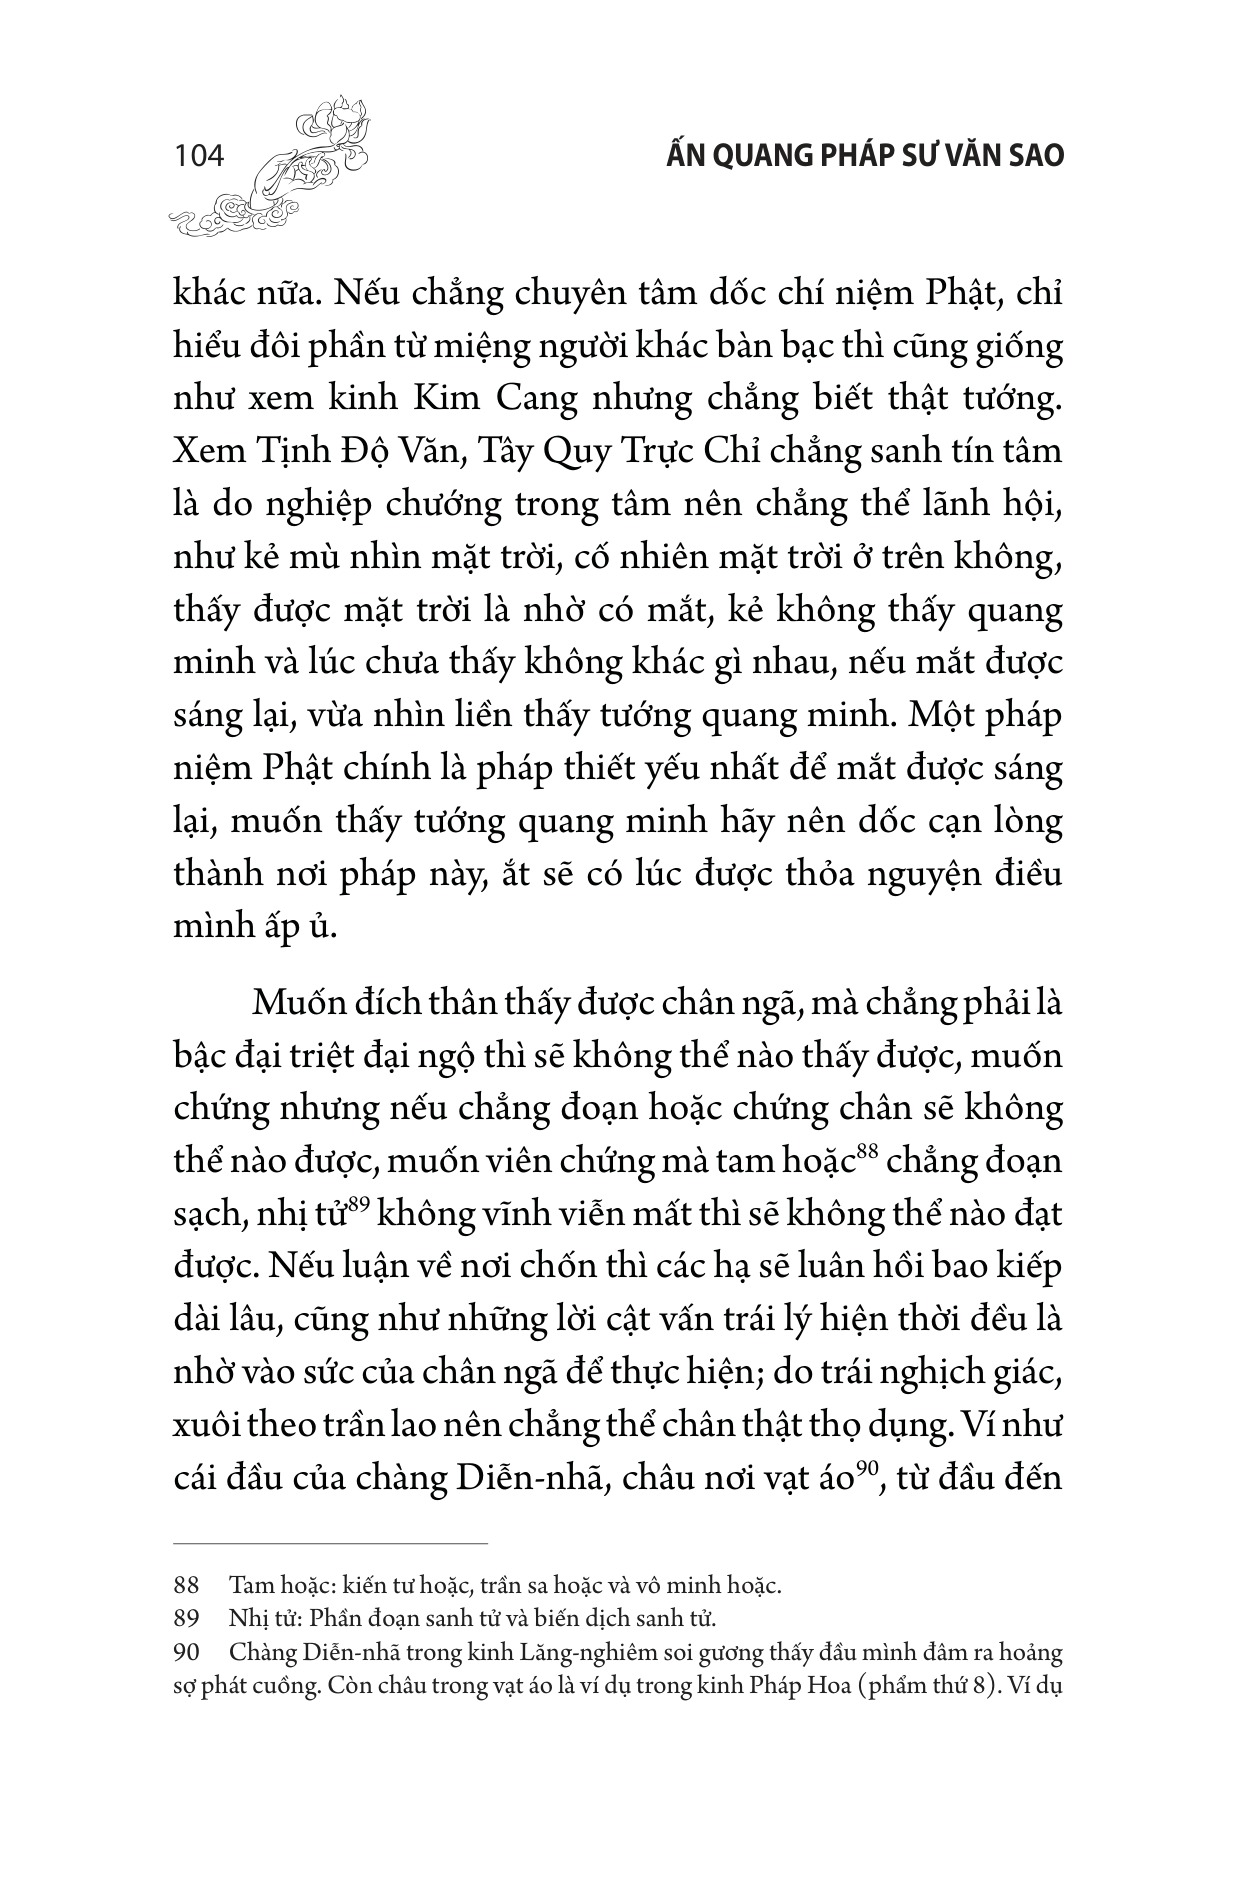 104
ẤN QUANG PHÁP SƯ VĂN SAO
khác nữa. Nếu chẳng chuyên tâm dốc chí niệm Phật, chỉ
hiểu đôi phần từ miệng người khác bàn bạc thì cũng giống
như xem kinh Kim Cang nhưng chẳng biết thật tướng.
Xem Tịnh Độ Văn, Tây Quy Trực Chỉ chẳng sanh tín tâm
là do nghiệp chướng trong tâm nên chẳng thể lãnh hội,
như kẻ mù nhìn mặt trời, cố nhiên mặt trời ở trên không,
thấy được mặt trời là nhờ có mắt, kẻ không thấy quang
minh và lúc chưa thấy không khác gì nhau, nếu mắt được
sáng lại, vừa nhìn liền thấy tướng quang minh. Một pháp
niệm Phật chính là pháp thiết yếu nhất để mắt được sáng
lại, muốn thấy tướng quang minh hãy nên dốc cạn lòng
thành nơi pháp này, ắt sẽ có lúc được thỏa nguyện điều
mình ấp ủ.
Muốn đích thân thấy được chân ngã, mà chẳng phải là
bậc đại triệt đại ngộ thì sẽ không thể nào thấy được, muốn
chứng nhưng nếu chẳng đoạn hoặc chứng chân sẽ không
thể nào được, muốn viên chứng mà tam hoặc88 chẳng đoạn
sạch, nhị tử89 không vĩnh viễn mất thì sẽ không thể nào đạt
được. Nếu luận về nơi chốn thì các hạ sẽ luân hồi bao kiếp
dài lâu, cũng như những lời cật vấn trái lý hiện thời đều là
nhờ vào sức của chân ngã để thực hiện; do trái nghịch giác,
xuôi theo trần lao nên chẳng thể chân thật thọ dụng. Ví như
cái đầu của chàng Diễn-nhã, châu nơi vạt áo90, từ đầu đến
88 Tam hoặc: kiến tư hoặc, trần sa hoặc và vô minh hoặc.
89 Nhị tử: Phần đoạn sanh tử và biến dịch sanh tử.
90 Chàng Diễn-nhã trong kinh Lăng-nghiêm soi gương thấy đầu mình đâm ra hoảng
sợ phát cuồng. Còn châu trong vạt áo là ví dụ trong kinh Pháp Hoa (phẩm thứ 8). Ví dụ